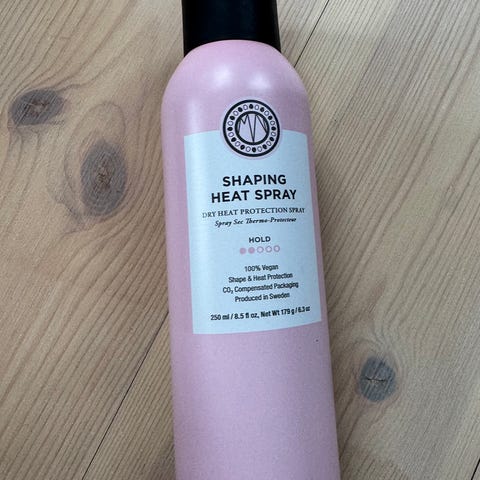 SHAPING
HEAT SPRAY
DRY HEAT PROTECTION SPRAY
Spray Sec Thermo-Protecteur
HOLD
100% Vegan
Shape & Heat Protection
CO₂ Compensated Packaging
Produced in Sweden
250 ml / 8.5 fl oz, Net Wt 179 g / 6.3 oz